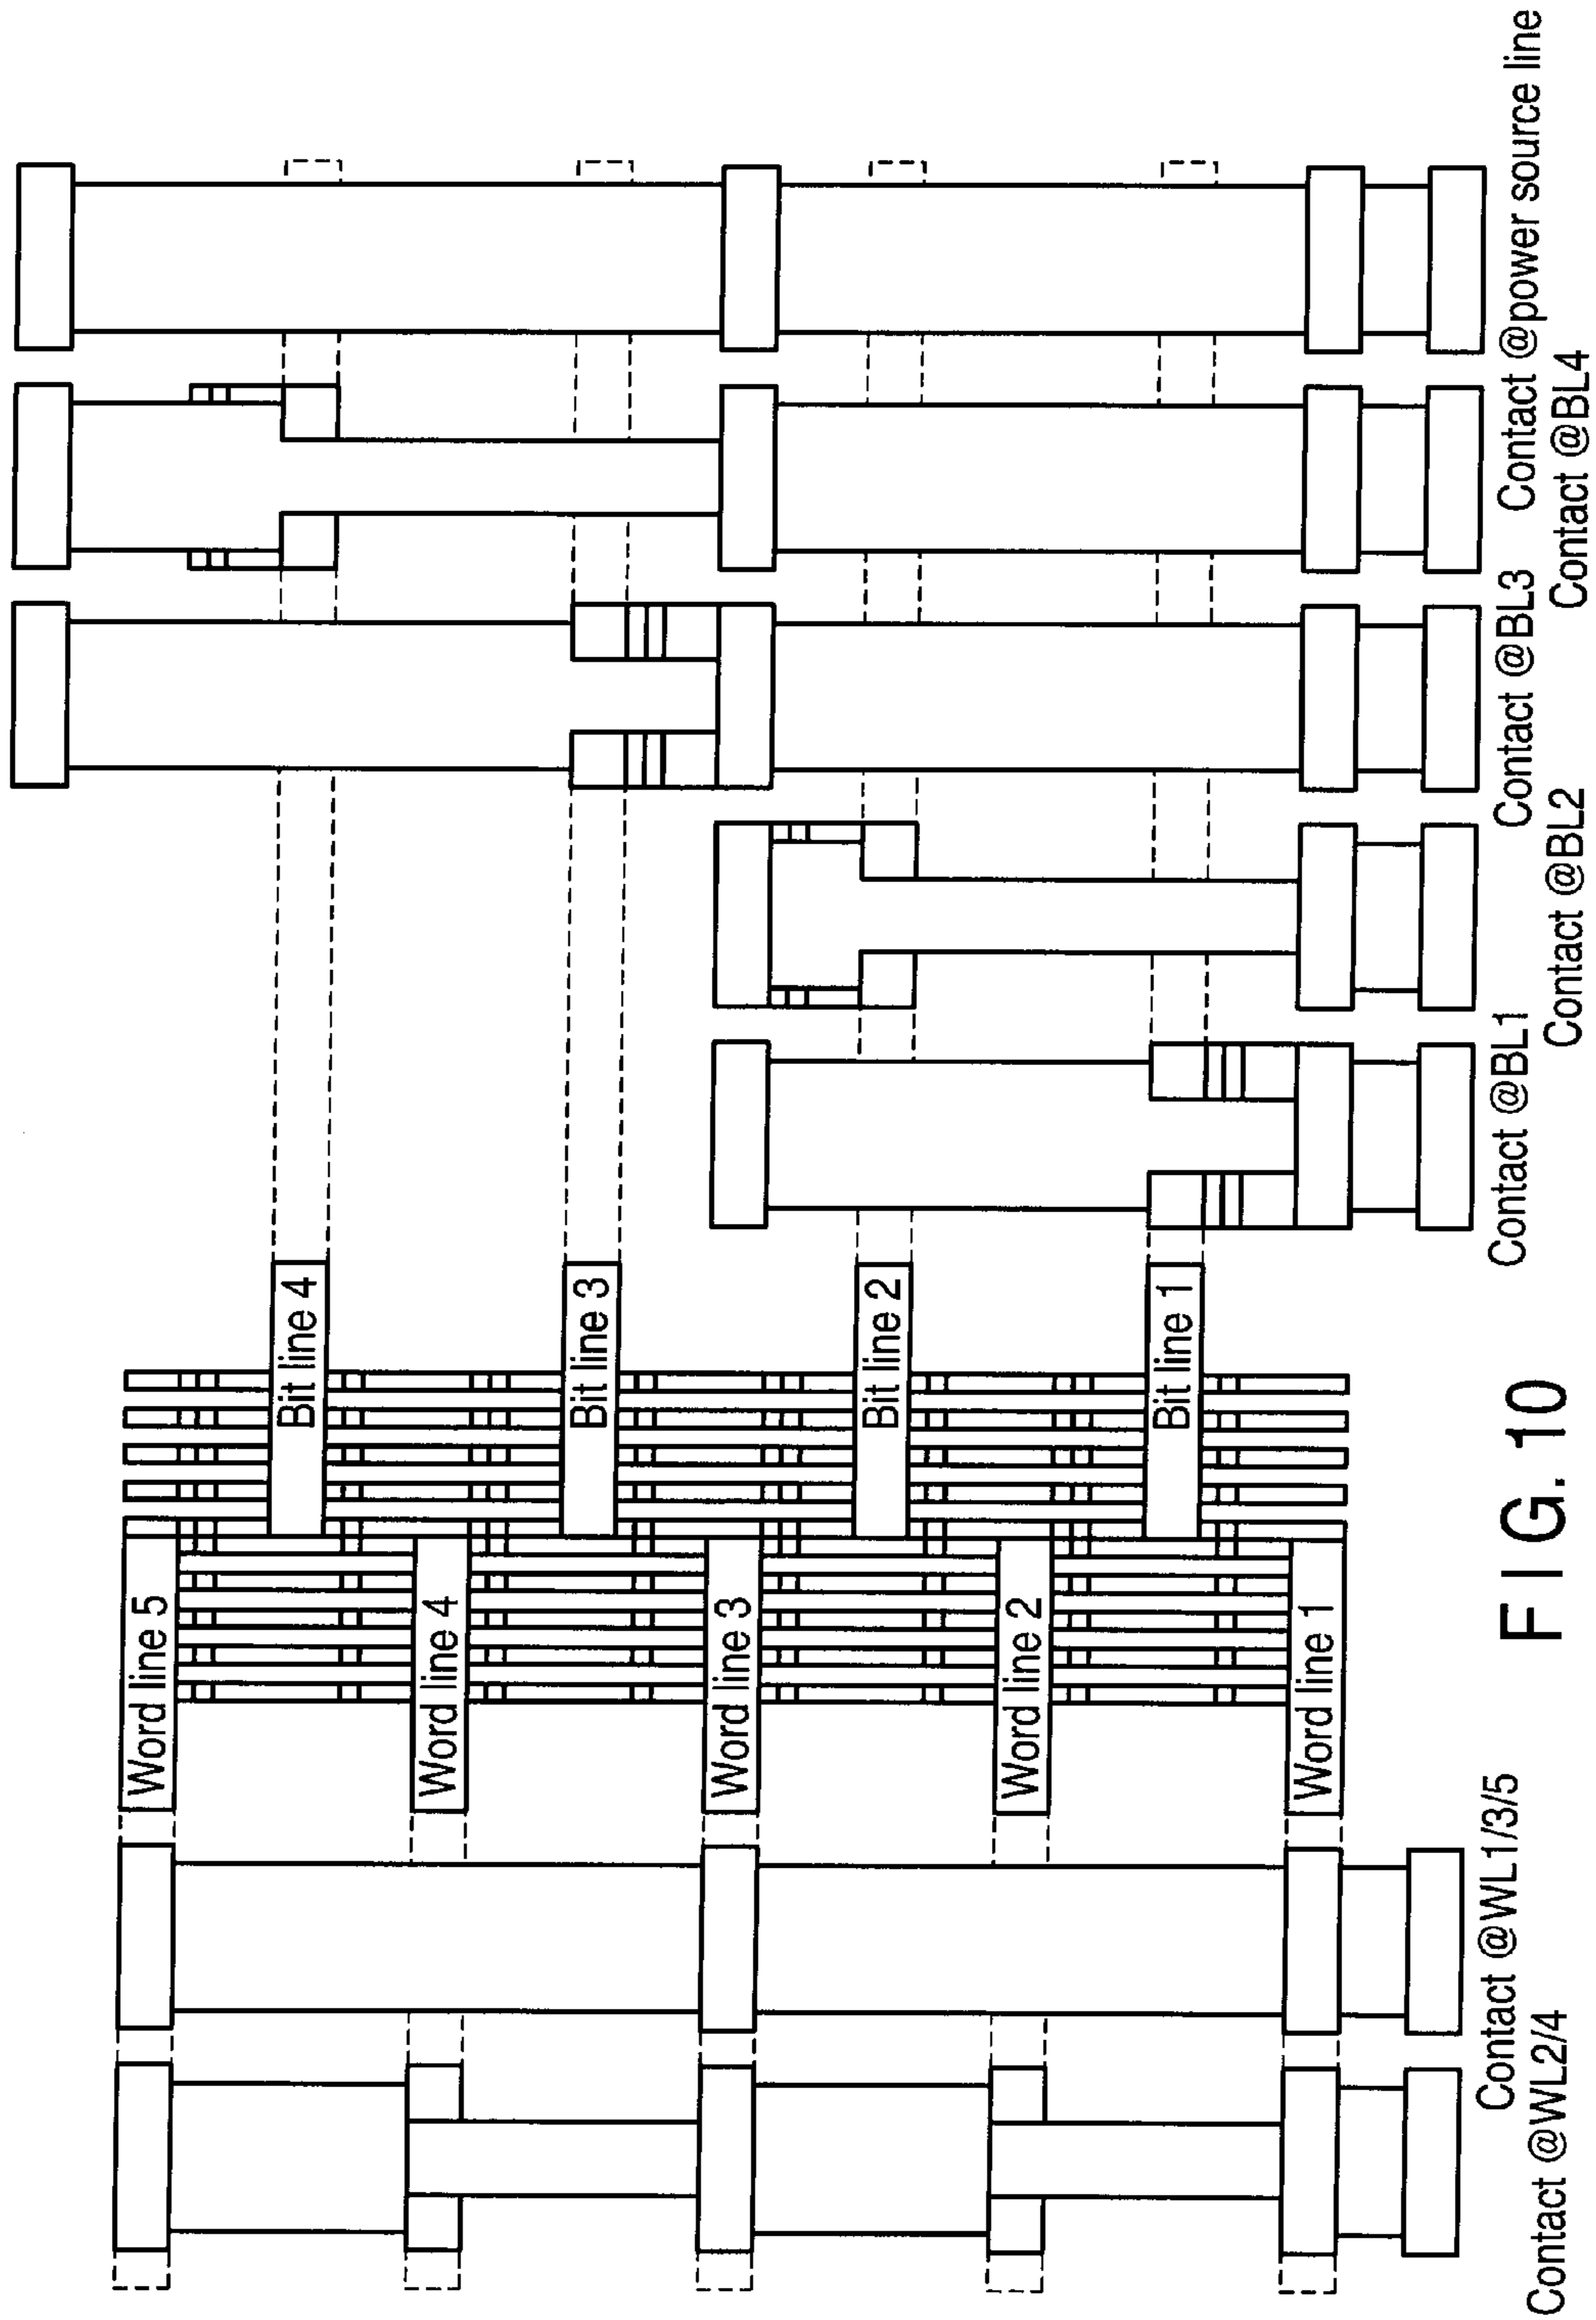 Word line 5
Word line 4
Word line 3
Word line 2
Word line 1
Bit line 4
Bit line 3
Bit line 2
Bit line 1
Contact @WL2/4
Contact @WL1/3/5
Contact @BL1
Contact @BL2
Contact @BL3
Contact @BL4
Contact @power source line
FIG. 10